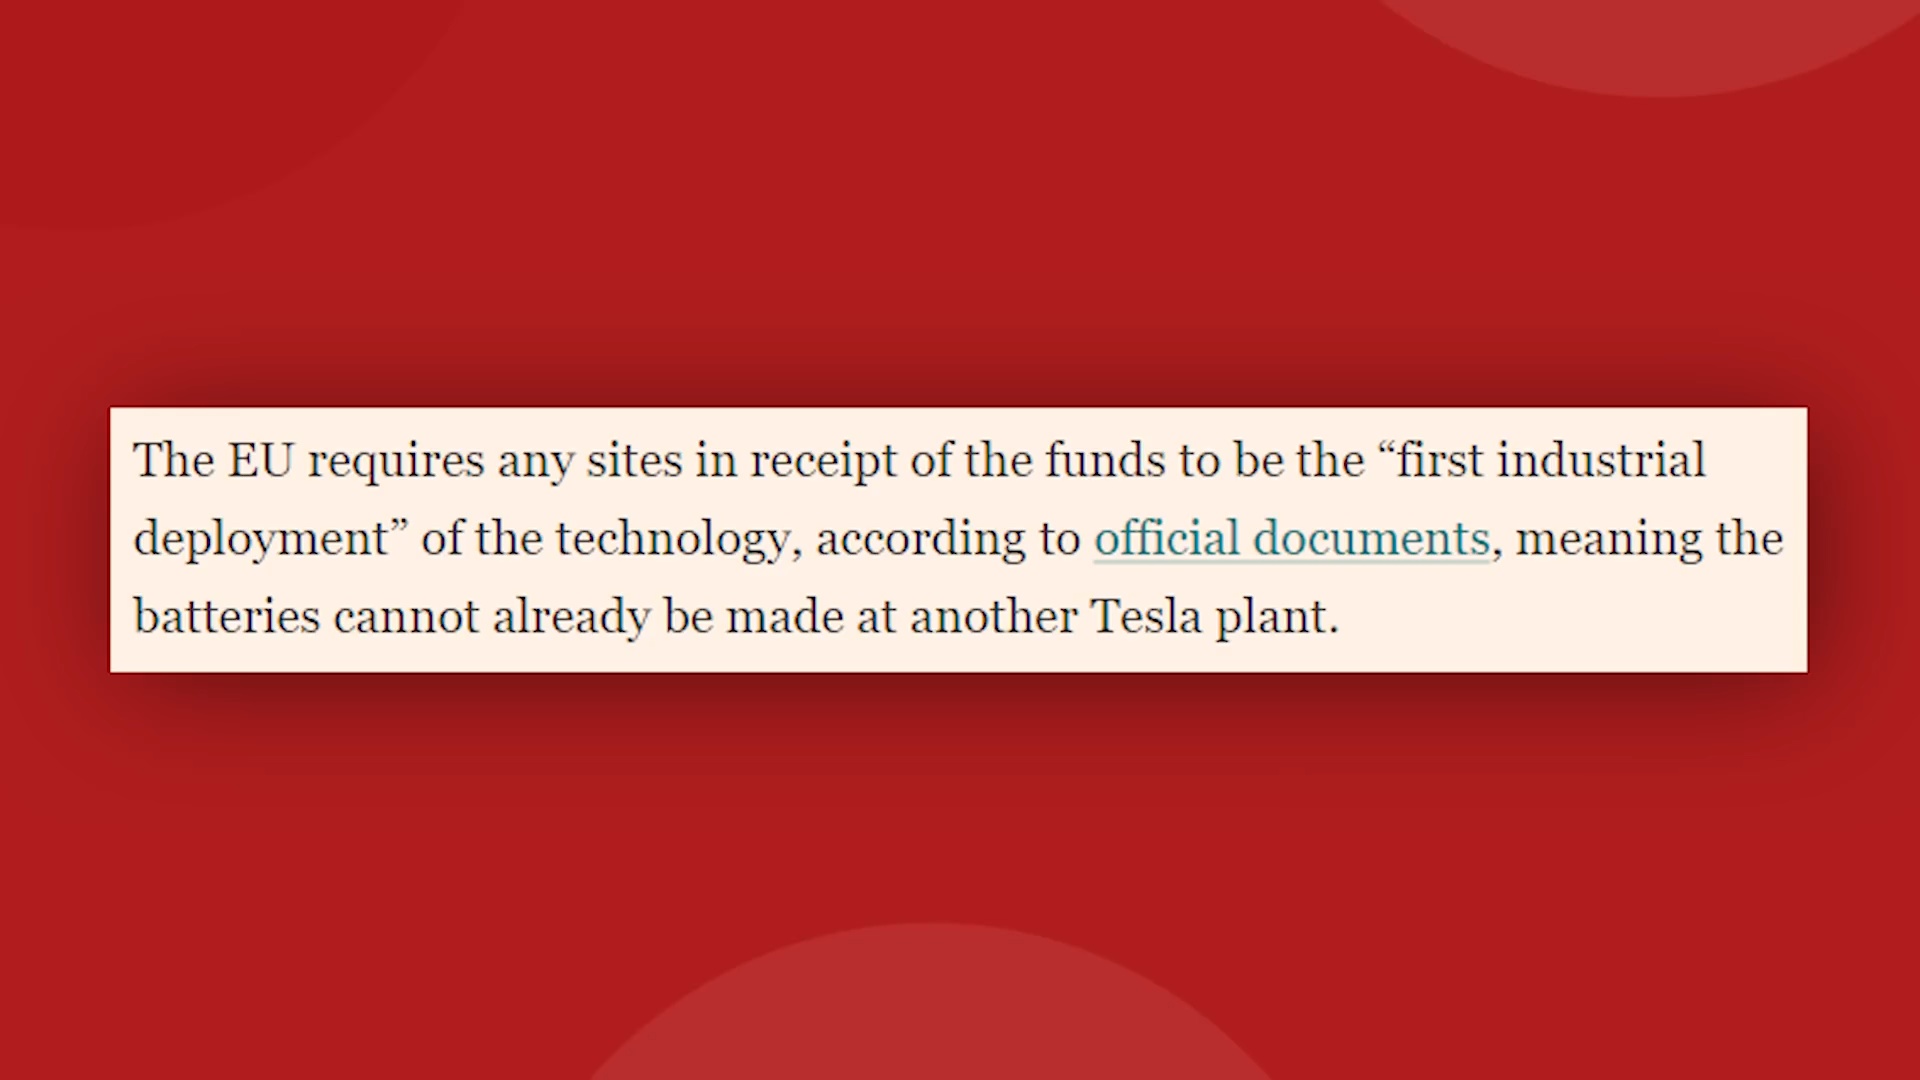 The EU requires any sites in receipt of the funds to be the “first industrial
deployment” of the technology, according to official documents, meaning the
batteries cannot already be made at another Tesla plant.